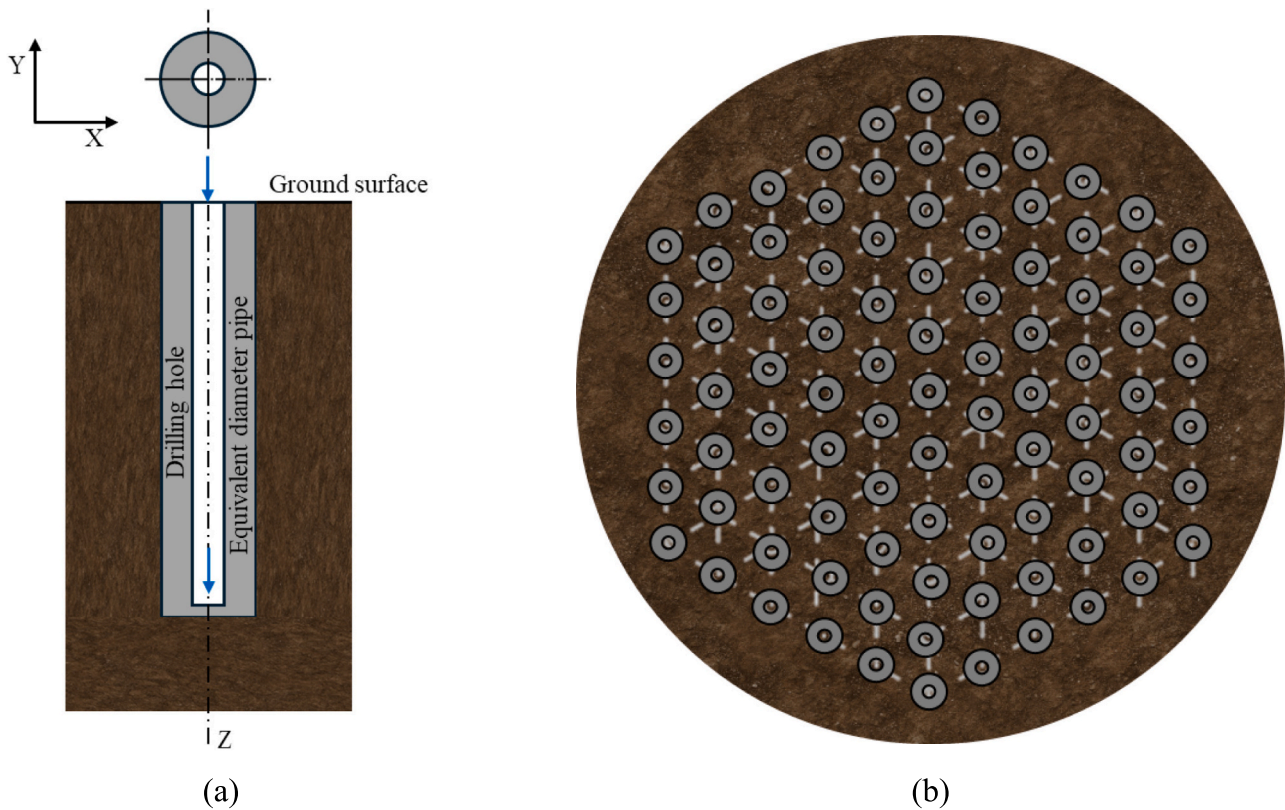 Y
X
Ground surface
Drilling hole
Equivalent diameter pipe
Z
(a)
(b)